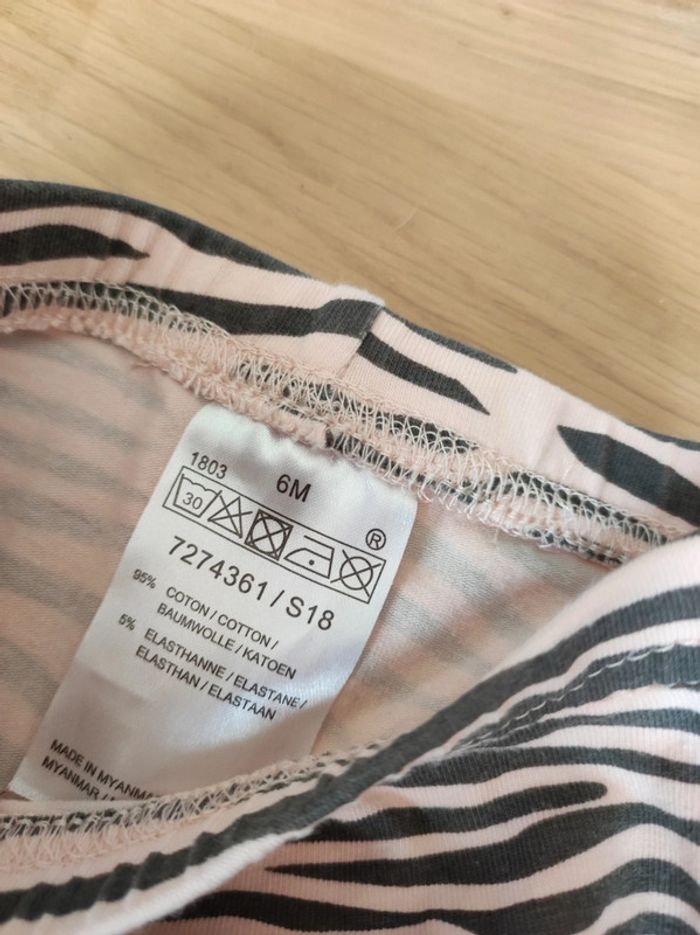 1803 6M
30
®
7274361 / S18
95% COTON / COTTON /
BAUMWOLLE / KATOEN
5% ELASTHANNE / ELASTANE /
ELASTHAN / ELASTAAN
MADE IN MYANMA
MYANMAR /